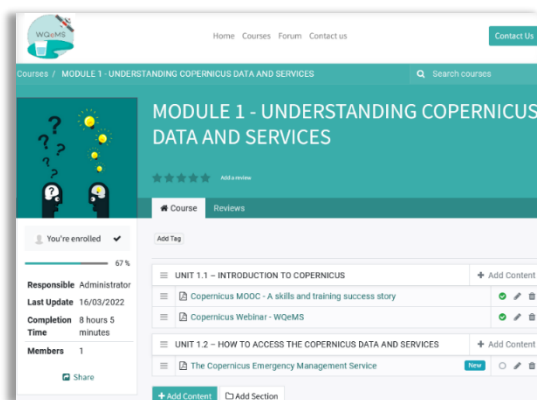 WQeMS
Home Courses Forum Contact us
Contact Us
Courses / MODULE 1 - UNDERSTANDING COPERNICUS DATA AND SERVICES
Search courses
MODULE 1 - UNDERSTANDING COPERNICUS
DATA AND SERVICES
Add a review
Course Reviews
You're enrolled
Add Tag
67 %
Responsible Administrator
Last Update 16/03/2022
Completion Time 8 hours 5 minutes
Members 1
Share
UNIT 1.1 – INTRODUCTION TO COPERNICUS + Add Content
Copernicus MOOC - A skills and training success story
Copernicus Webinar - WQeMS
UNIT 1.2 – HOW TO ACCESS THE COPERNICUS DATA AND SERVICES + Add Content
The Copernicus Emergency Management Service New
+ Add Content Add Section